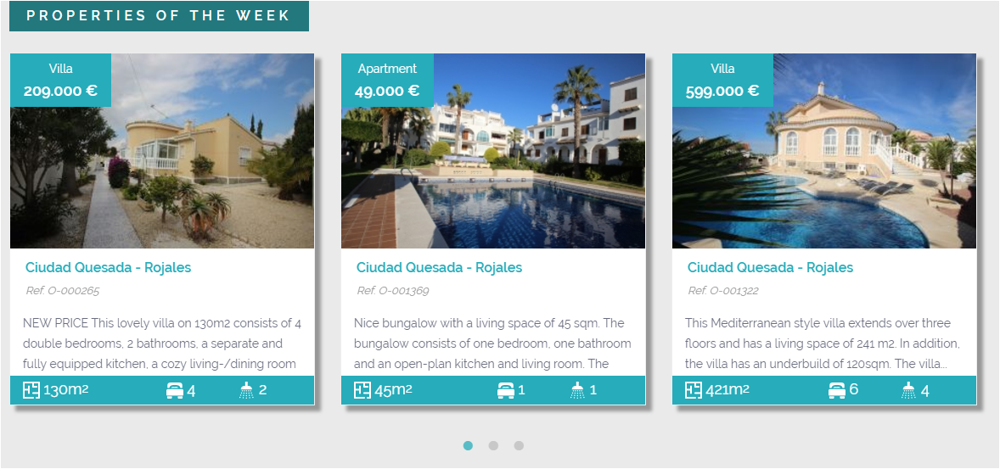 PROPERTIES OF THE WEEK
Villa
209.000 €
Ciudad Quesada - Rojales
Ref. O-000265
NEW PRICE This lovely villa on 130m2 consists of 4
double bedrooms, 2 bathrooms, a separate and
fully equipped kitchen, a cozy living-/dining room
130m2 4 2
Apartment
49.000 €
Ciudad Quesada - Rojales
Ref. O-001369
Nice bungalow with a living space of 45 sqm. The
bungalow consists of one bedroom, one bathroom
and an open-plan kitchen and living room. The
45m2 1 1
Villa
599.000 €
Ciudad Quesada - Rojales
Ref. O-001322
This Mediterranean style villa extends over three
floors and has a living space of 241 m2. In addition,
the villa has an underbuild of 120sqm. The villa...
421m2 6 4